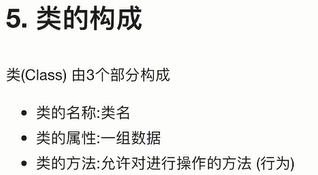 5. 类的构成
类(Class) 由3个部分构成
• 类的名称:类名
• 类的属性:一组数据
• 类的方法:允许对进行操作的方法 (行为)